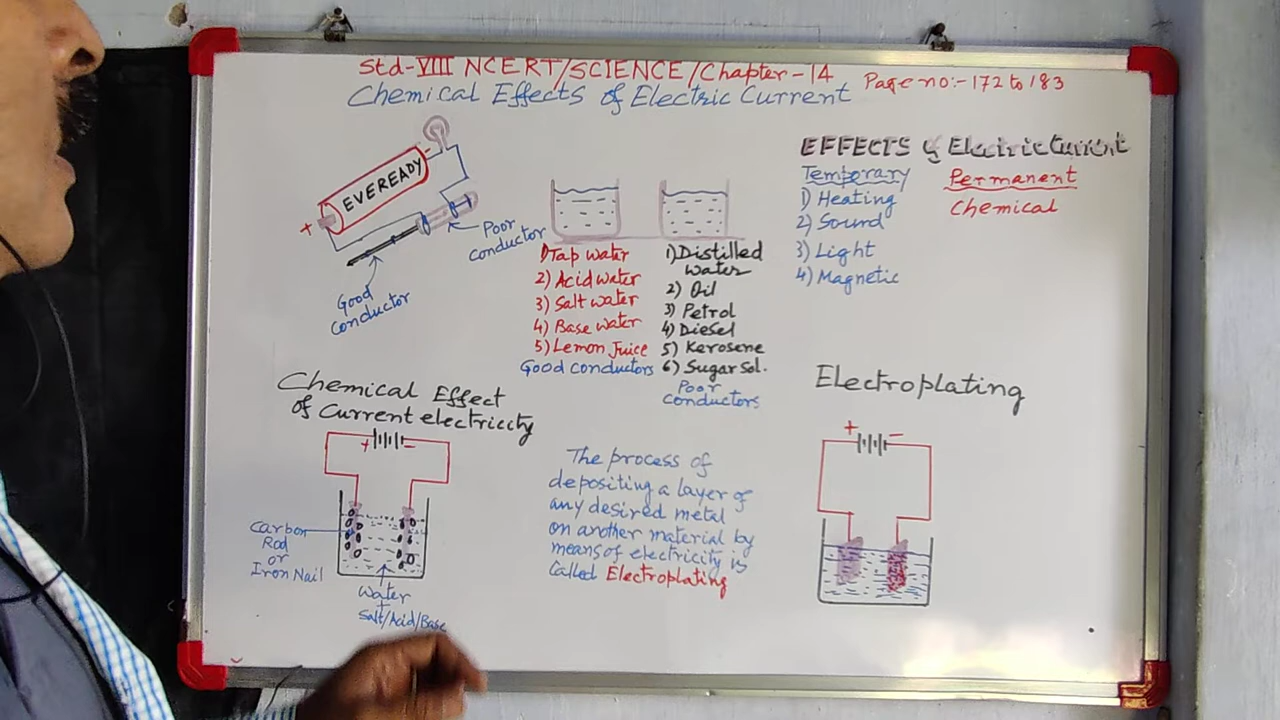 Std-VIII NCERT/SCIENCE/Chapter-14
Page no:- 172 to 183
Chemical Effects of Electric Current
EVEREADY
+
-
Poor
conductor
Good
conductor
1) Tap water
2) Acid water
3) Salt water
4) Base water
5) Lemon Juice
Good conductors
1) Distilled
water
2) Oil
3) Petrol
4) Diesel
5) Kerosene
6) Sugar Sol.
Poor
conductors
EFFECTS of Electric Current
Temporary
1) Heating
2) Sound
3) Light
4) Magnetic
Permanent
Chemical
Chemical Effect
of Current electriccity
+ -
Carbon
Rod
or
Iron Nail
Water
+
Salt/Acid/Base
The process of
depositing a layer of
any desired metal
on another material by
means of electricity is
Called Electroplating
Electroplating
+ -